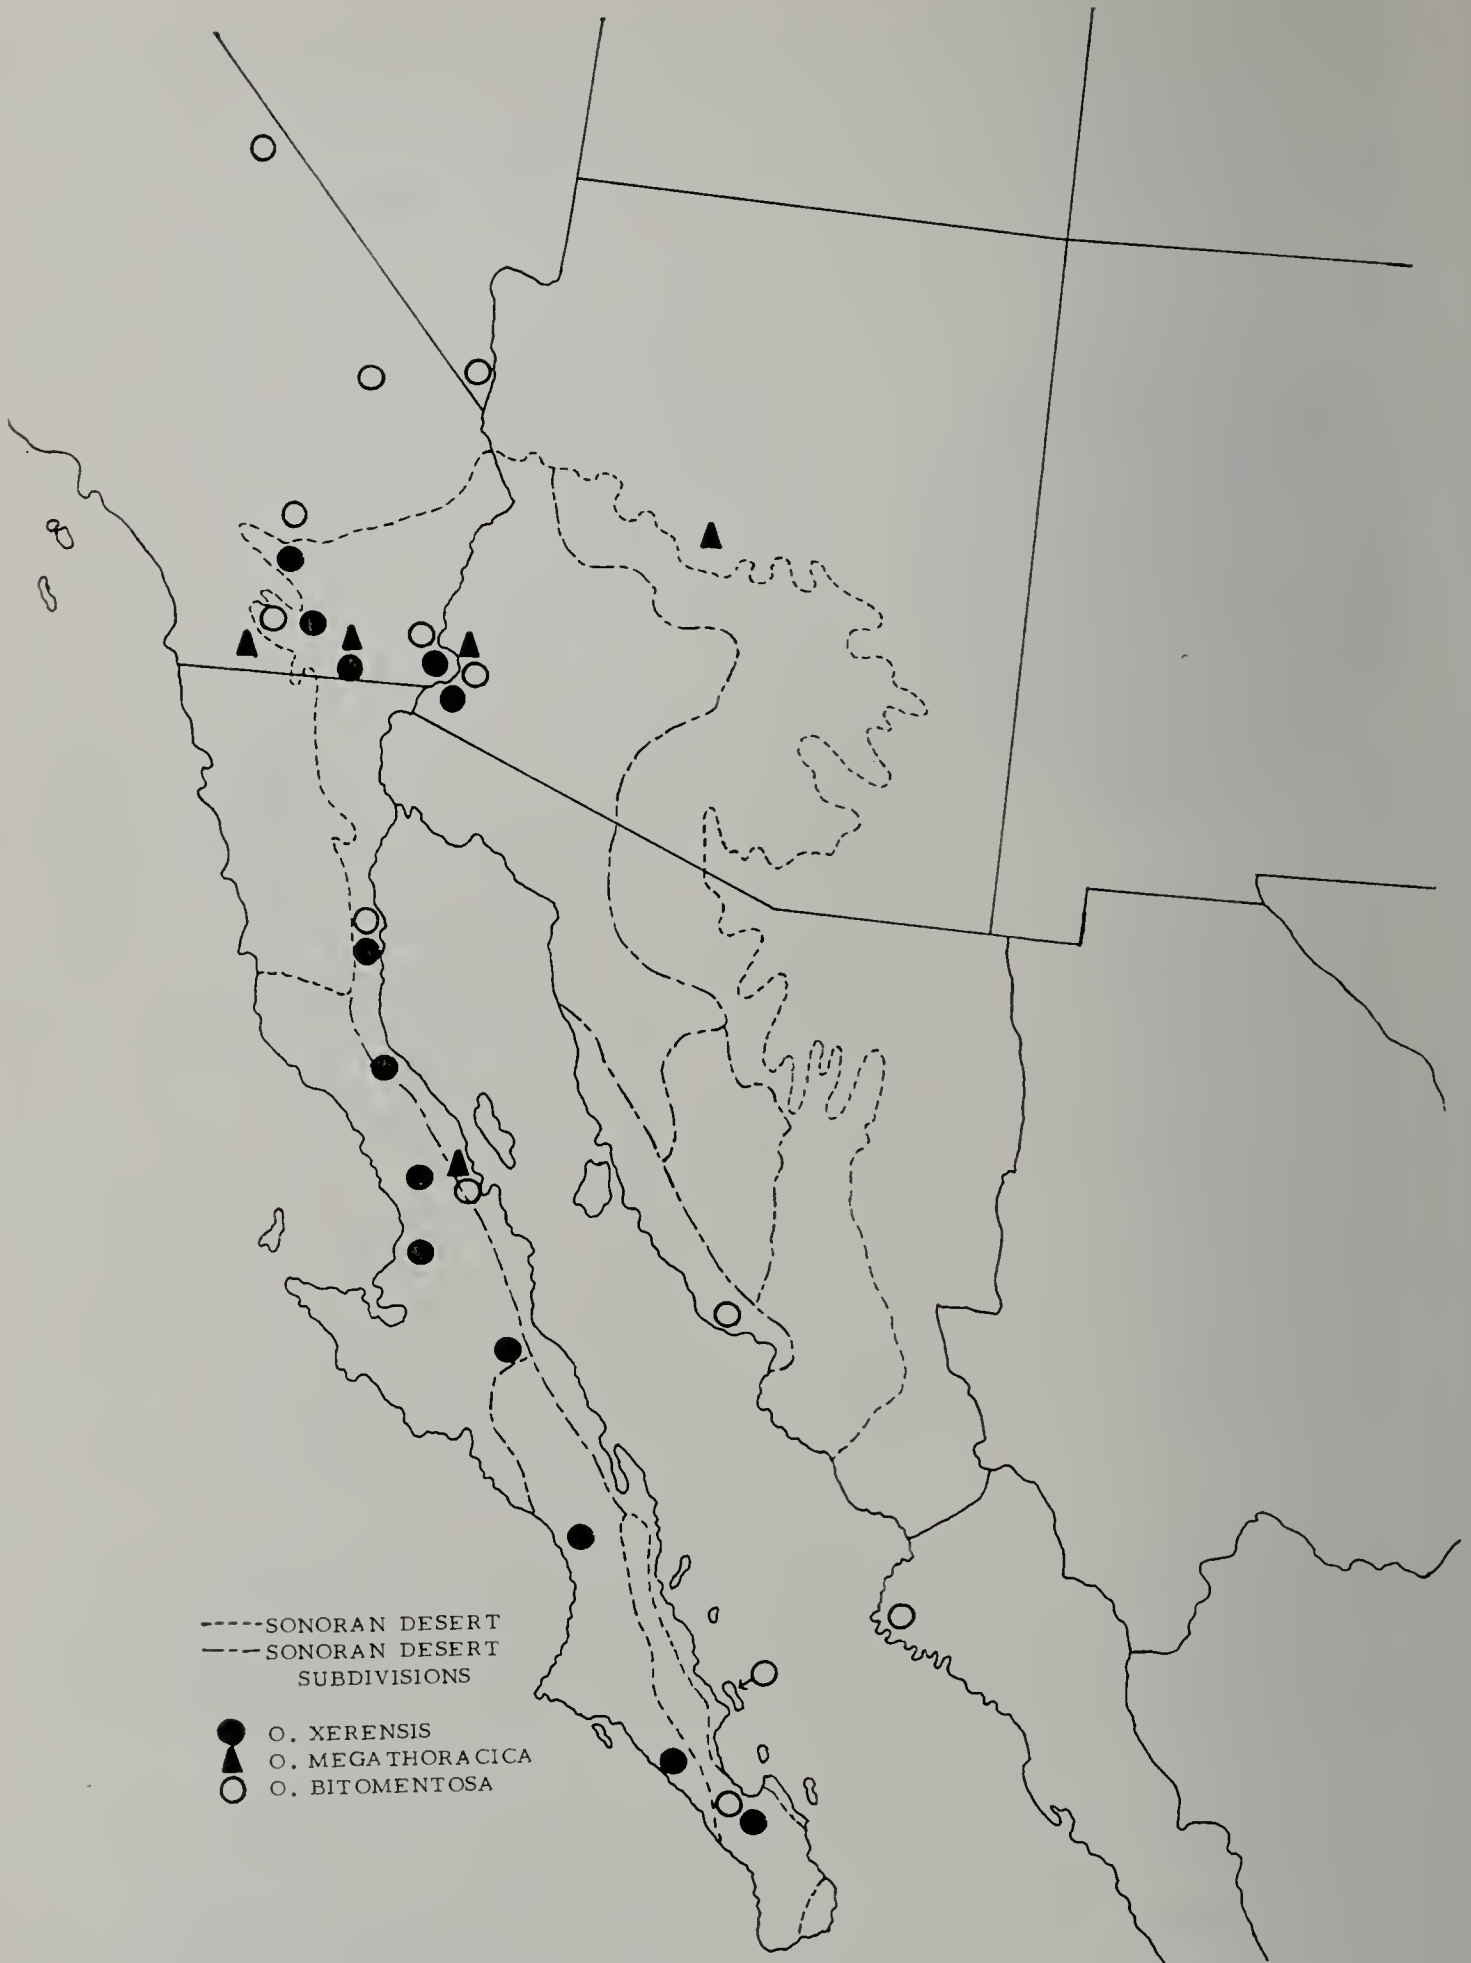 SONORAN DESERT
SONORAN DESERT
SUBDIVISIONS
O. XERENSIS
O. MEGATHORACICA
O. BITOMENTOSA